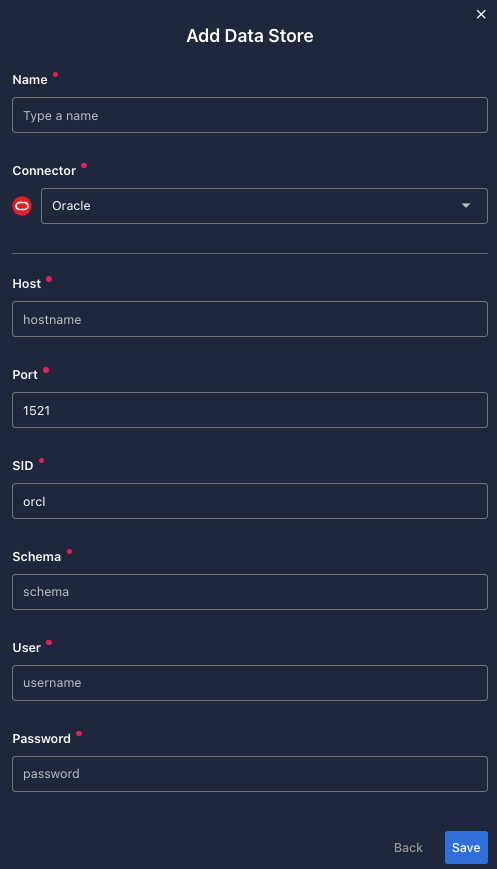 Add Data Store
Name
Type a name
Connector
Oracle
Host
hostname
Port
1521
SID
orcl
Schema
schema
User
username
Password
password
Back
Save